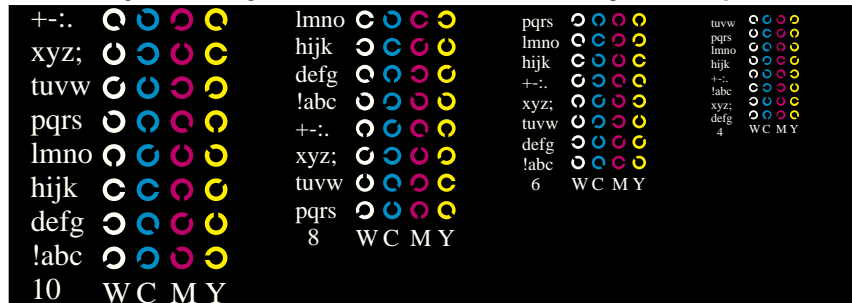 +-:.
xyz;
tuvw
pqrs
lmno
hijk
defg
!abc
10 W C M Y
lmno
hijk
defg
!abc
+-:.
xyz;
tuvw
pqrs
8 W C M Y
pqrs
lmno
hijk
+-:.
xyz;
tuvw
defg
!abc
6 W C M Y
tuvw
pqrs
lmno
hijk
+-:.
!abc
xyz;
defg
4 W C M Y